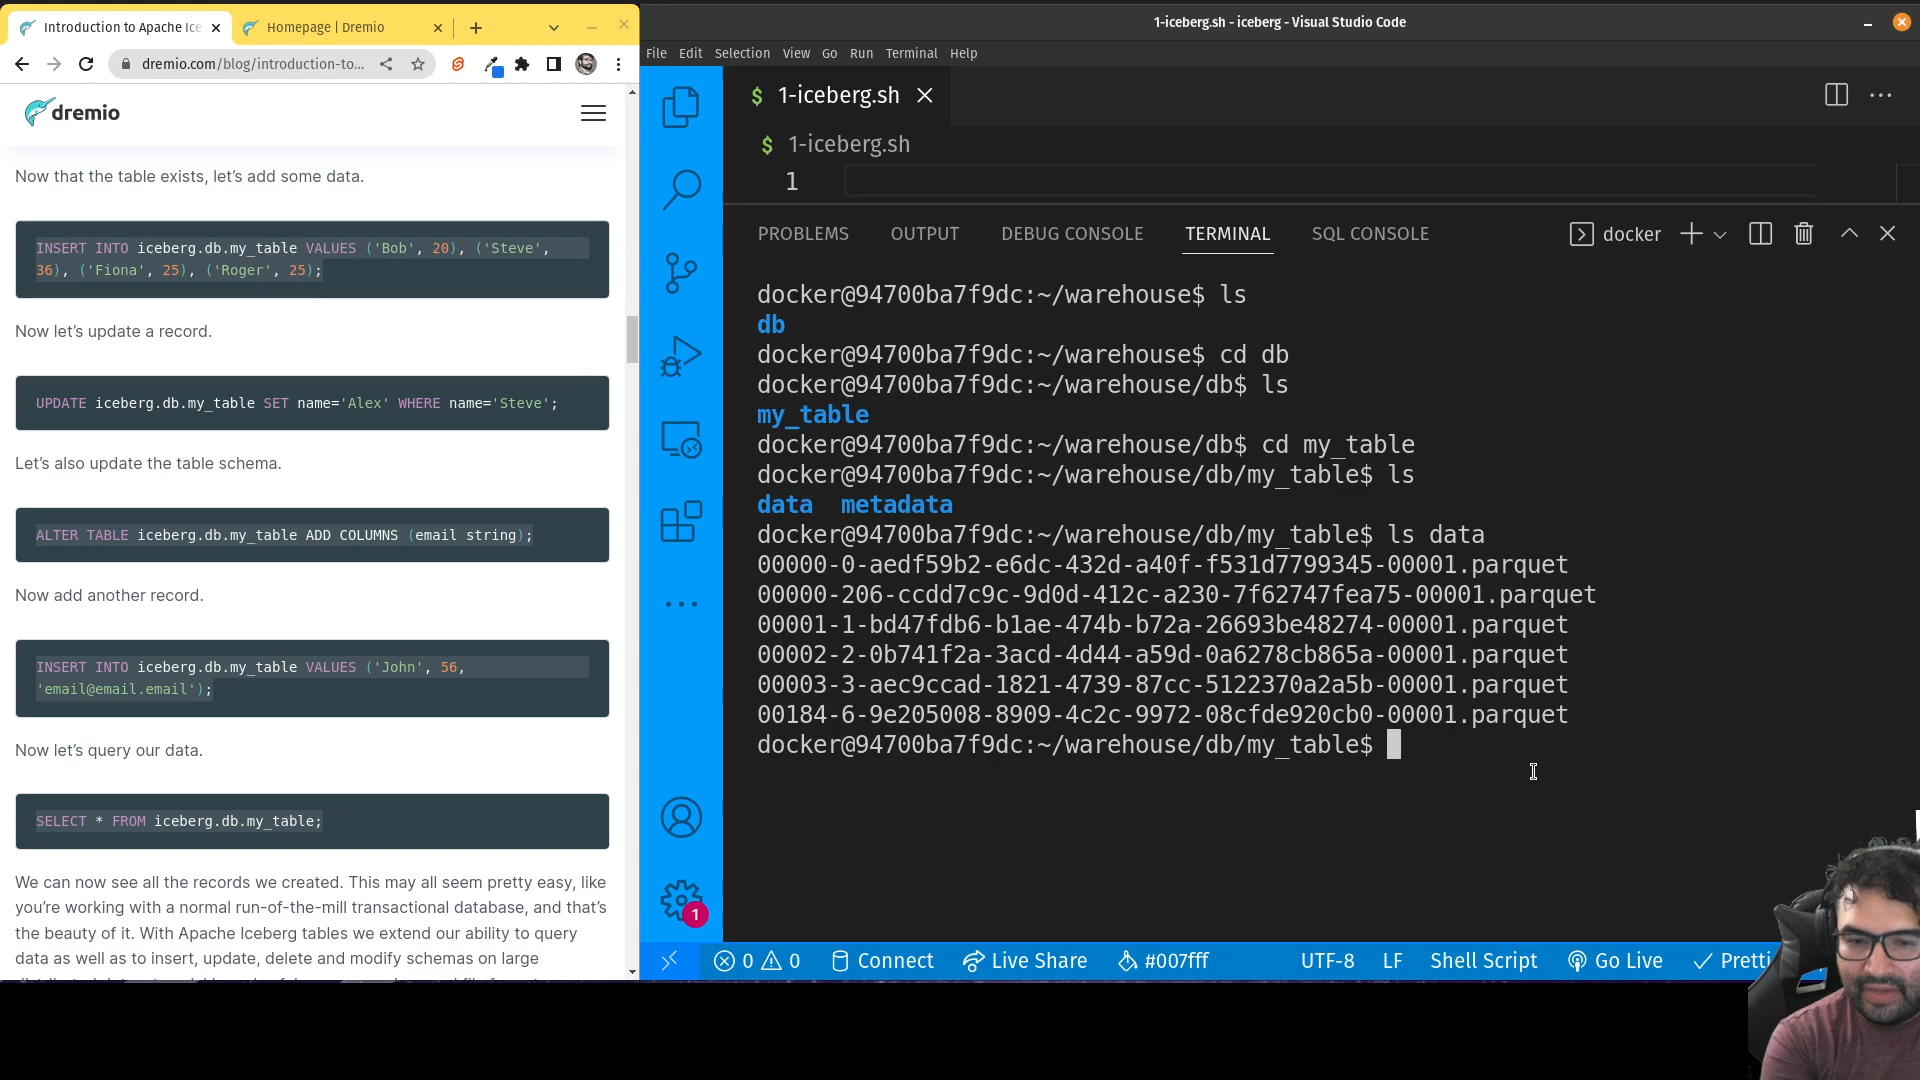 Introduction to Apache Ice
Homepage | Dremio
dremio.com/blog/introduction-to...
dremio
Now that the table exists, let's add some data.
INSERT INTO iceberg.db.my_table VALUES ('Bob', 20), ('Steve',
36), ('Fiona', 25), ('Roger', 25);
Now let's update a record.
UPDATE iceberg.db.my_table SET name='Alex' WHERE name='Steve';
Let's also update the table schema.
ALTER TABLE iceberg.db.my_table ADD COLUMNS (email string);
Now add another record.
INSERT INTO iceberg.db.my_table VALUES ('John', 56,
'email@email.email');
Now let's query our data.
SELECT * FROM iceberg.db.my_table;
We can now see all the records we created. This may all seem pretty easy, like
you're working with a normal run-of-the-mill transactional database, and that's
the beauty of it. With Apache Iceberg tables we extend our ability to query
data as well as to insert, update, delete and modify schemas on large
1-iceberg.sh - iceberg - Visual Studio Code
File Edit Selection View Go Run Terminal Help
$ 1-iceberg.sh
$ 1-iceberg.sh
1
PROBLEMS OUTPUT DEBUG CONSOLE TERMINAL SQL CONSOLE docker
docker@94700ba7f9dc:~/warehouse$ ls
db
docker@94700ba7f9dc:~/warehouse$ cd db
docker@94700ba7f9dc:~/warehouse/db$ ls
my_table
docker@94700ba7f9dc:~/warehouse/db$ cd my_table
docker@94700ba7f9dc:~/warehouse/db/my_table$ ls
data metadata
docker@94700ba7f9dc:~/warehouse/db/my_table$ ls data
00000-0-aedf59b2-e6dc-432d-a40f-f531d7799345-00001.parquet
00000-206-ccdd7c9c-9d0d-412c-a230-7f62747fea75-00001.parquet
00001-1-bd47fdb6-b1ae-474b-b72a-26693be48274-00001.parquet
00002-2-0b741f2a-3acd-4d44-a59d-0a6278cb865a-00001.parquet
00003-3-aec9ccad-1821-4739-87cc-5122370a2a5b-00001.parquet
00184-6-9e205008-8909-4c2c-9972-08cfde920cb0-00001.parquet
docker@94700ba7f9dc:~/warehouse/db/my_table$
1
0 0 Connect Live Share #007fff UTF-8 LF Shell Script Go Live Pretti